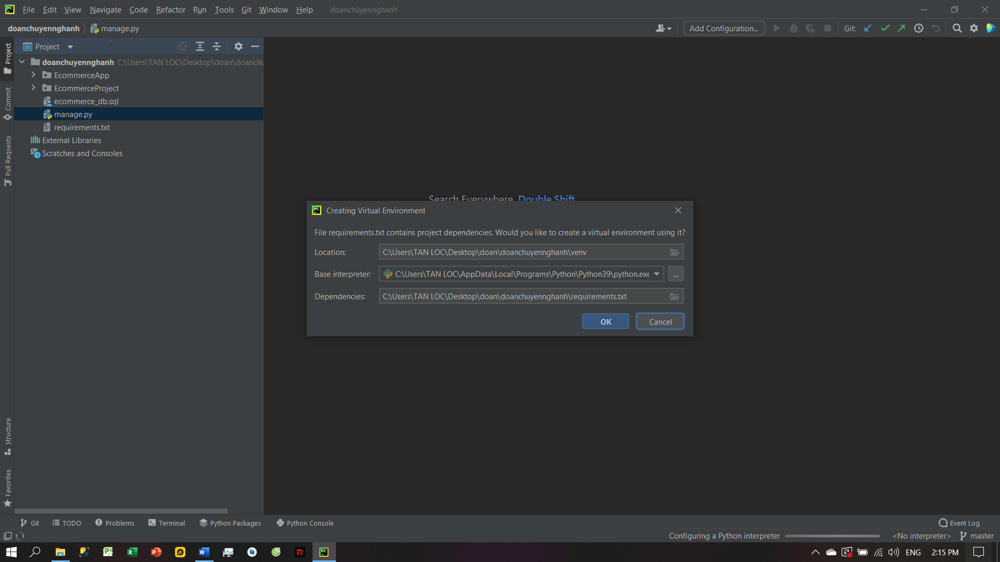 File Edit View Navigate Code Refactor Run Tools Git Window Help doanchuyennghanh
doanchuyennghanh manage.py Add Configuration... Git:
Project
doanchuyennghanh C:\Users\TAN LOC\Desktop\doan\doanchu
EcommerceApp
EcommerceProject
ecommerce_db.sql
manage.py
requirements.txt
External Libraries
Scratches and Consoles
Project
Commit
Pull Requests
Structure
Favorites
Search Everywhere Double Shift
Creating Virtual Environment
File requirements.txt contains project dependencies. Would you like to create a virtual environment using it?
Location: C:\Users\TAN LOC\Desktop\doan\doanchuyennghanh\venv
Base interpreter: C:\Users\TAN LOC\AppData\Local\Programs\Python\Python39\python.exe ...
Dependencies: C:\Users\TAN LOC\Desktop\doan\doanchuyennghanh\requirements.txt
OK Cancel
Git TODO Problems Terminal Python Packages Python Console Event Log
Configuring a Python interpreter <No interpreter> master
ENG 2:15 PM